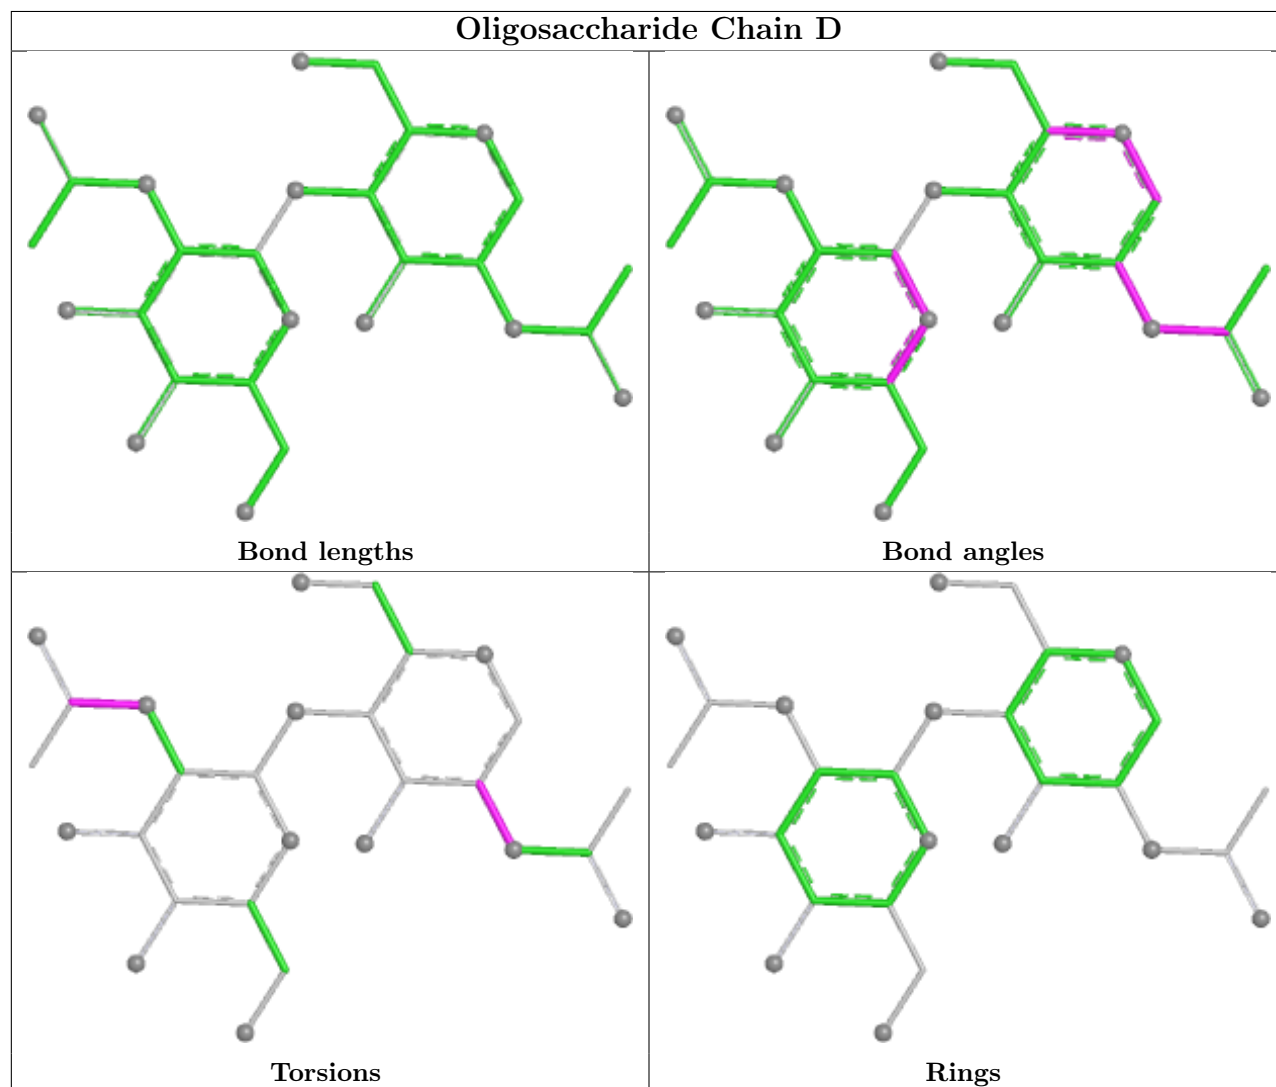 Oligosaccharide Chain D
Bond lengths
Bond angles
Torsions
Rings